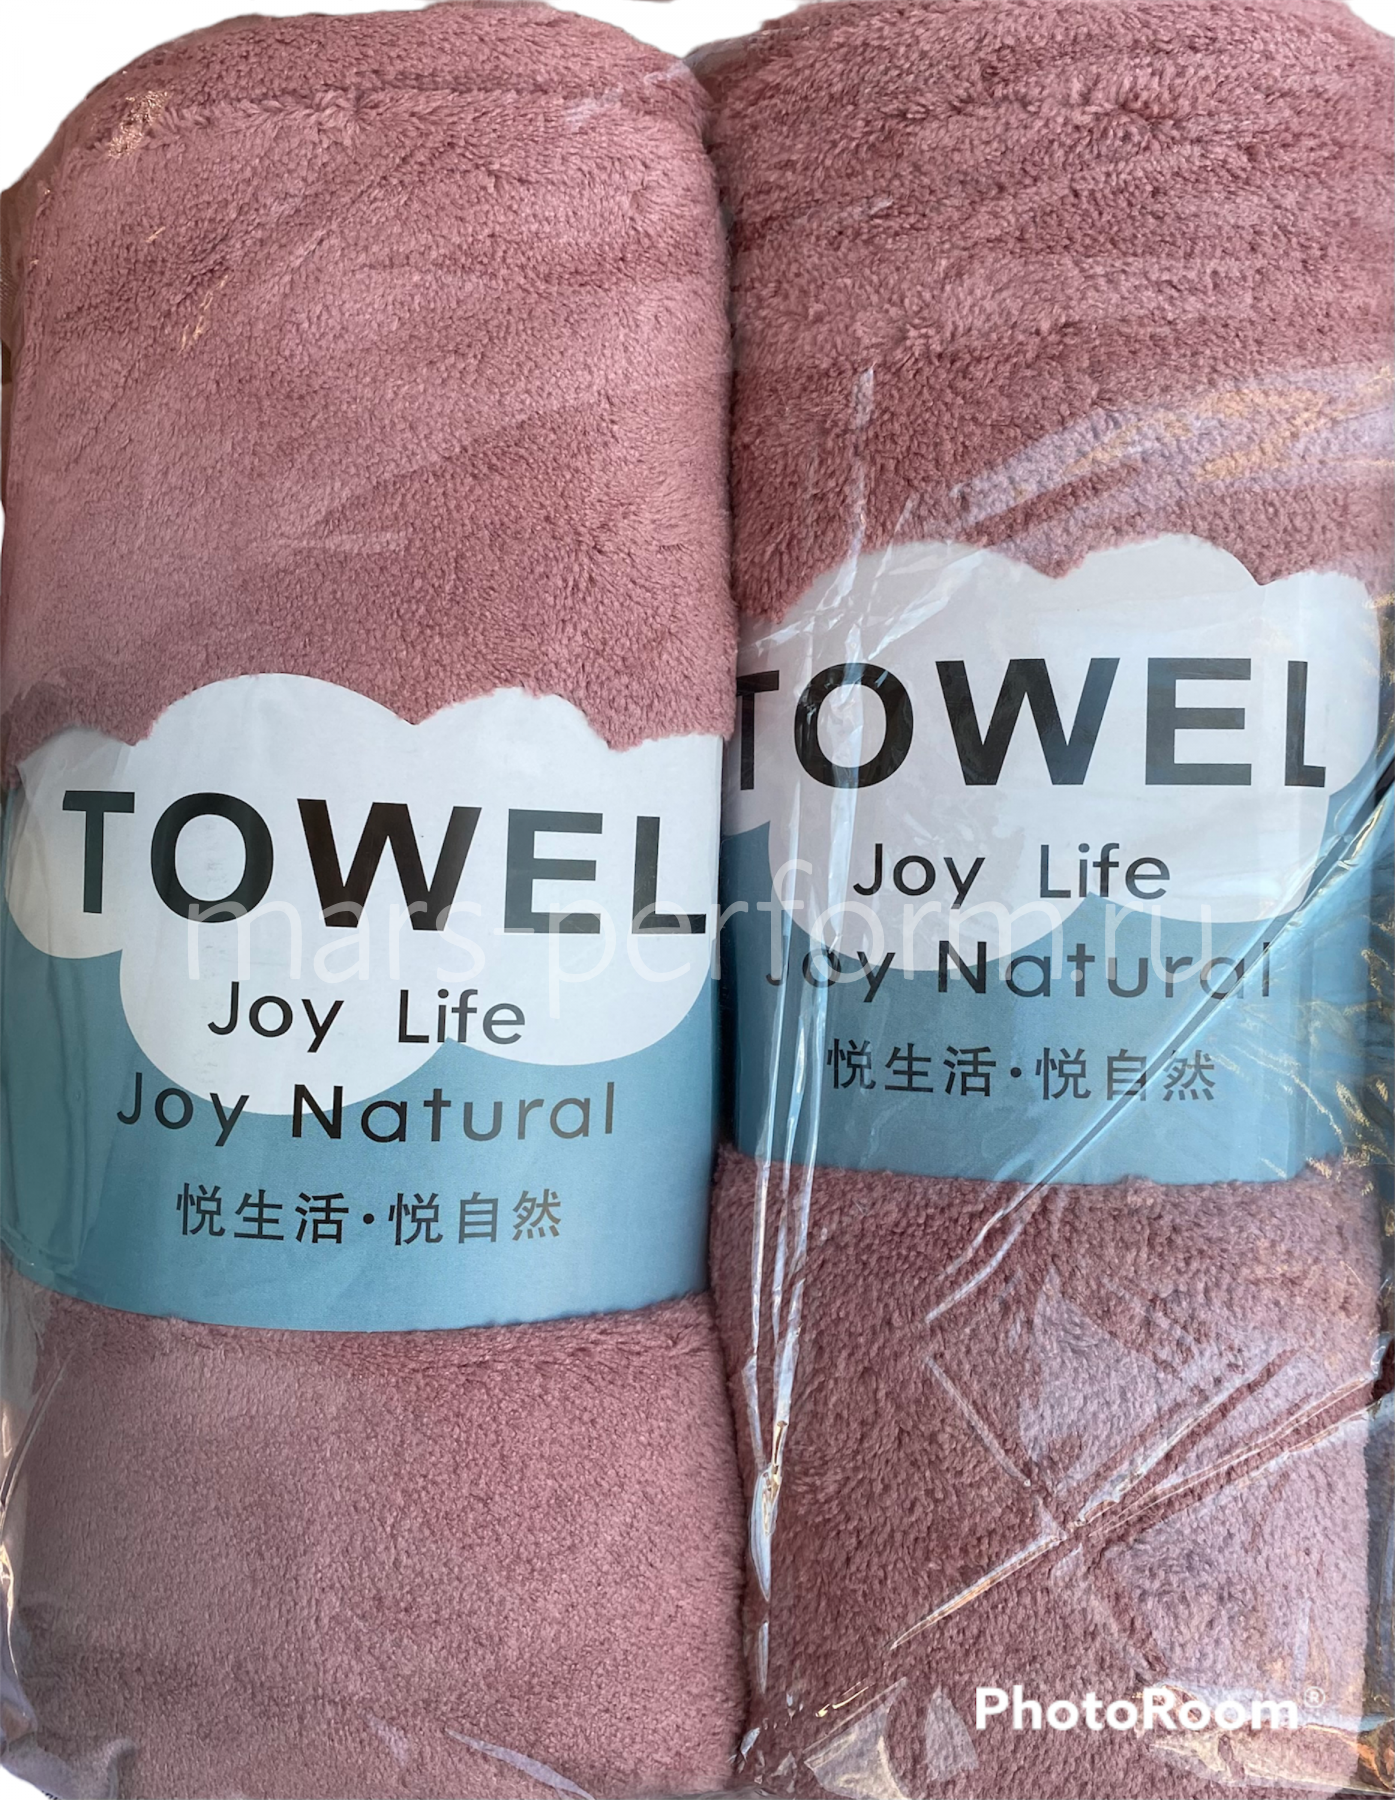 TOWEL
Joy Life
Joy Natural
悦生活·悦自然
TOWEL
Joy Life
Joy Natural
悦生活·悦自然
mars-perform.ru
PhotoRoom®